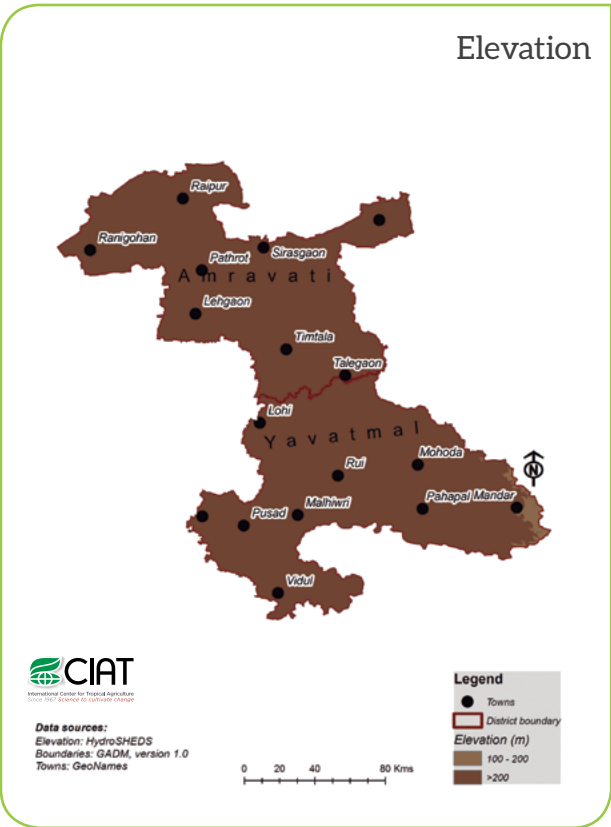 Elevation
Raipur
Ranigohan
Pathrot
Sirasgaon
Amravati
Lehgaon
Timtala
Talegaon
Lohi
Yavatmal
Mohoda
Rui
N
Pahapal
Mandar
Malhiwri
Pusad
Vidul
CIAT
International Center for Tropical Agriculture
Since 1967 Science to cultivate change
Data sources:
Elevation: HydroSHEDS
Boundaries: GADM, version 1.0
Towns: GeoNames
0 20 40 80 Kms
Legend
Towns
District boundary
Elevation (m)
100 - 200
>200